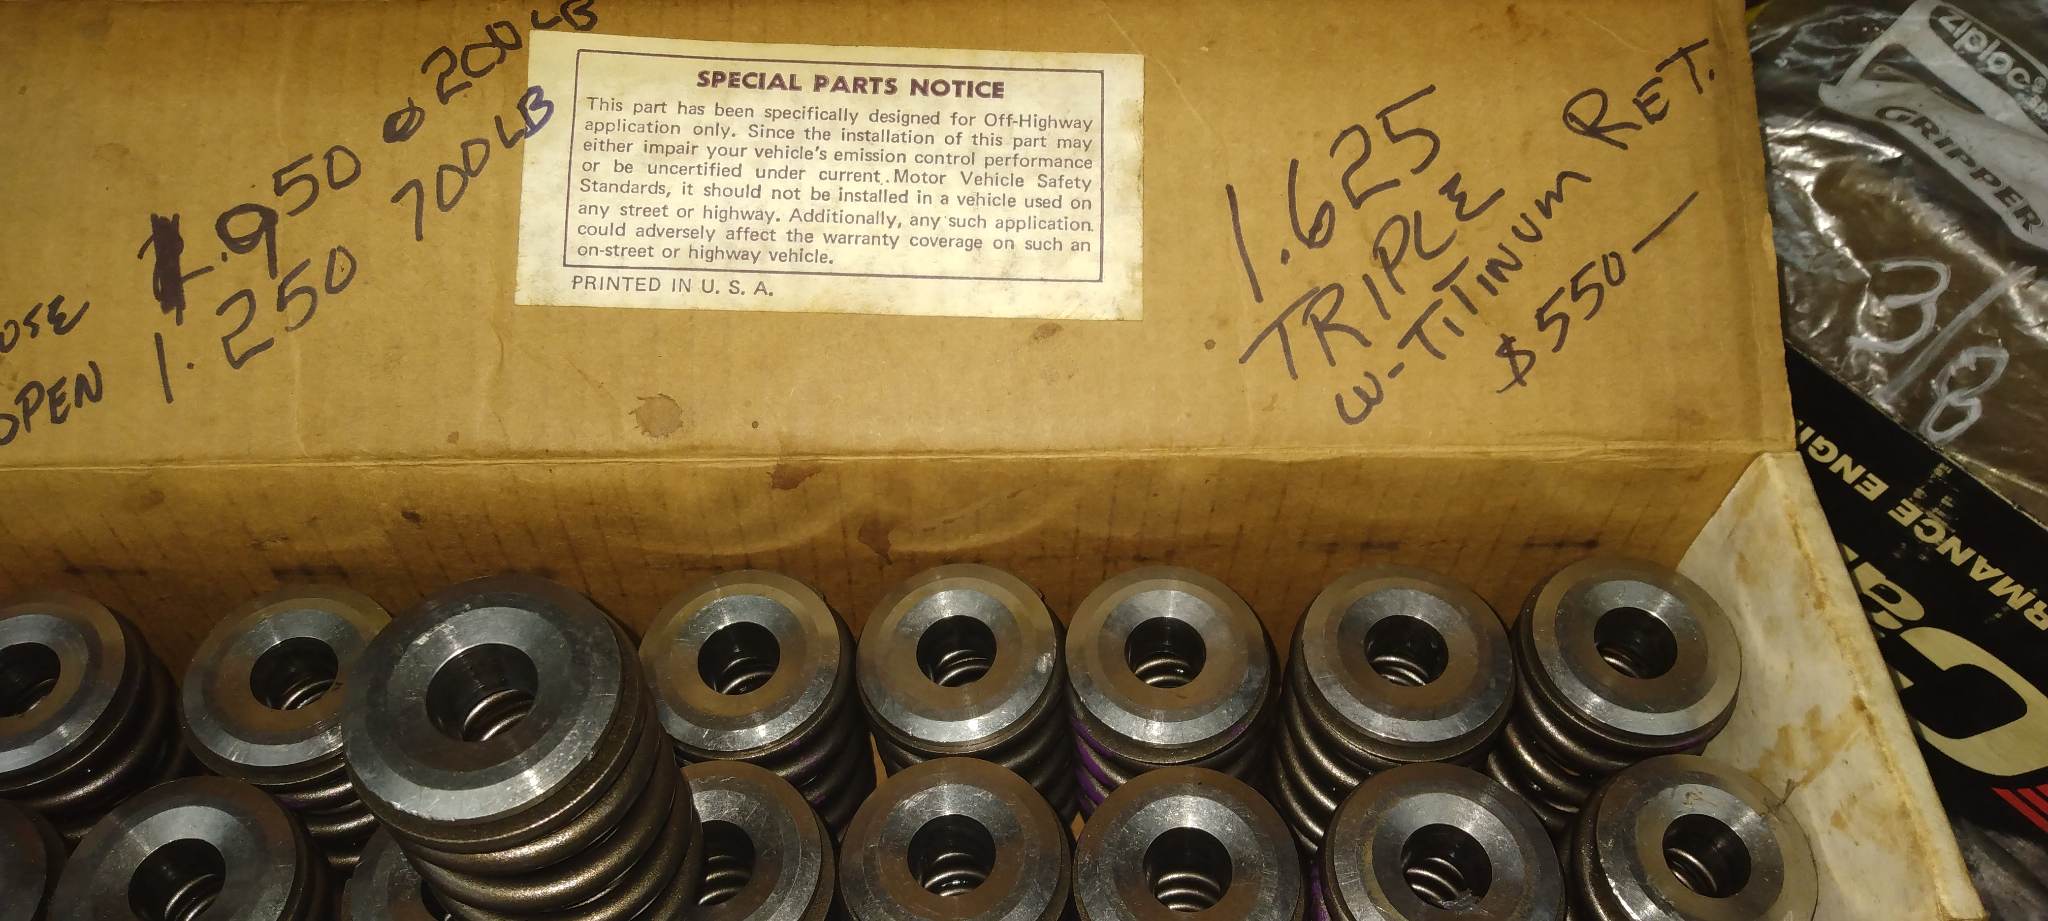 .950 @ 200 LB
OPEN 1.250 700 LB
SPECIAL PARTS NOTICE
This part has been specifically designed for Off-Highway
application only. Since the installation of this part may
either impair your vehicle's emission control performance
or be uncertified under current Motor Vehicle Safety
Standards, it should not be installed in a vehicle used on
any street or highway. Additionally, any such application
could adversely affect the warranty coverage on such an
on-street or highway vehicle.
PRINTED IN U. S. A.
1.625
TRIPLE
W-TITINUM RET.
$550—
ziploc
GRIPPER
3/8
RMANCE ENGI